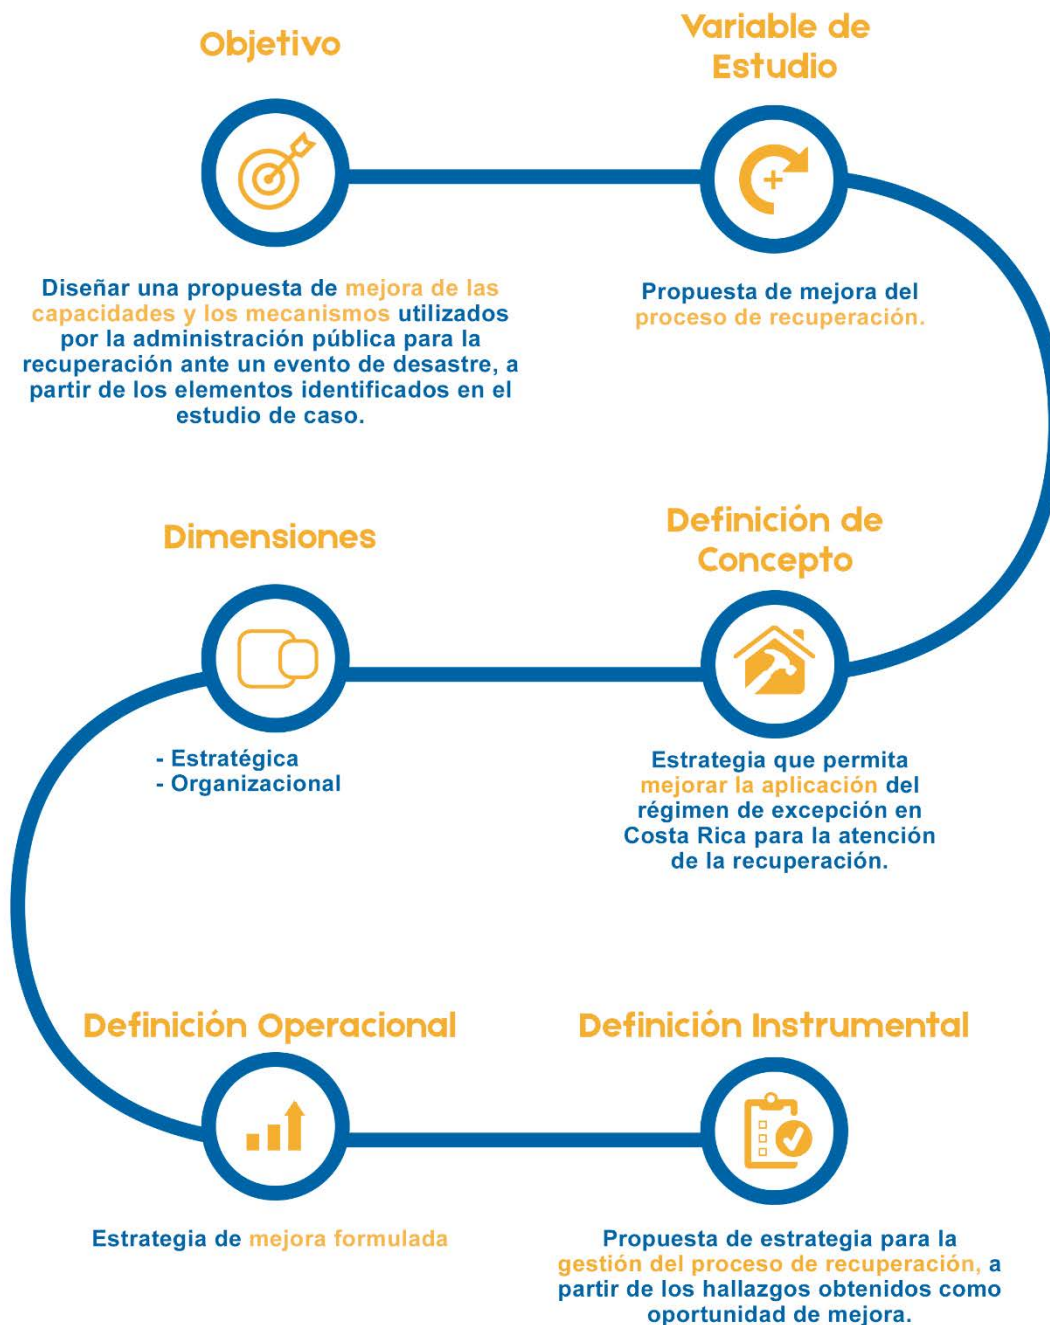 Objetivo
Diseñar una propuesta de mejora de las
capacidades y los mecanismos utilizados
por la administración pública para la
recuperación ante un evento de desastre, a
partir de los elementos identificados en el
estudio de caso.
Variable de
Estudio
Propuesta de mejora del
proceso de recuperación.
Definición de
Concepto
Estrategia que permita
mejorar la aplicación del
régimen de excepción en
Costa Rica para la atención
de la recuperación.
Dimensiones
- Estratégica
- Organizacional
Definición Operacional
Estrategia de mejora formulada
Definición Instrumental
Propuesta de estrategia para la
gestión del proceso de recuperación, a
partir de los hallazgos obtenidos como
oportunidad de mejora.